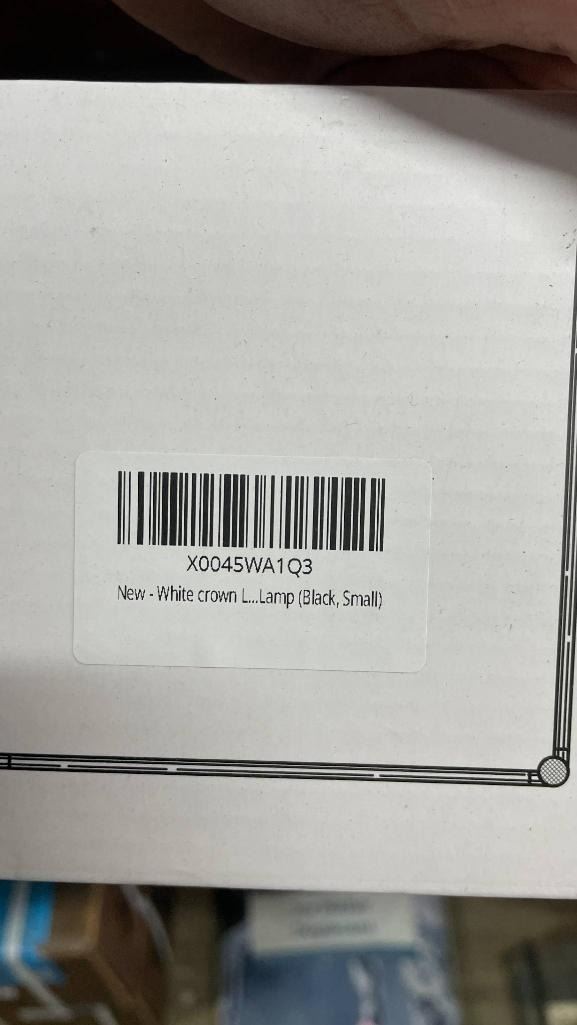 X0045WA1Q3
New - White crown L...Lamp (Black, Small)